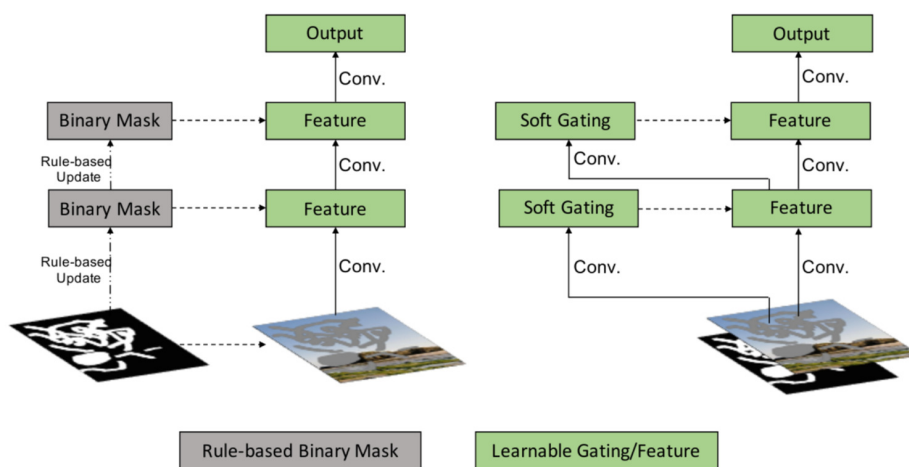 Output
Conv.
Binary Mask
Feature
Rule-based
Update
Conv.
Binary Mask
Feature
Rule-based
Update
Conv.
Output
Conv.
Soft Gating
Feature
Conv.
Conv.
Soft Gating
Feature
Conv.
Conv.
Rule-based Binary Mask
Learnable Gating/Feature